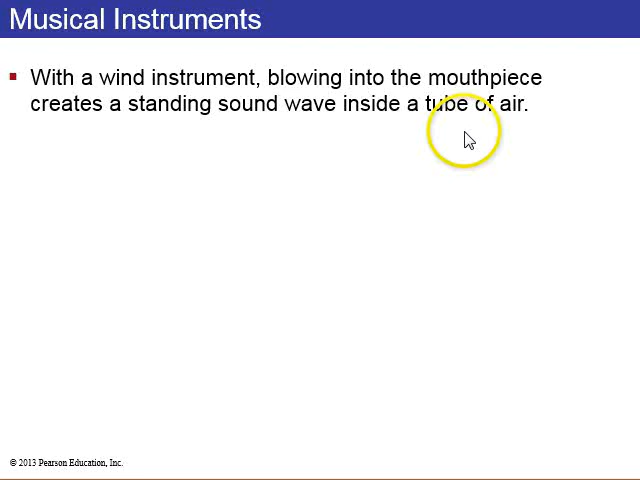 Musical Instruments
With a wind instrument, blowing into the mouthpiece
creates a standing sound wave inside a tube of air.
© 2013 Pearson Education, Inc.